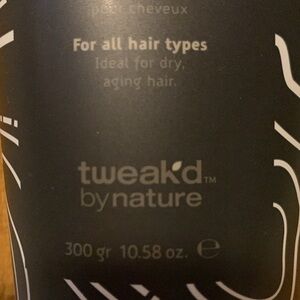 pour cheveux
For all hair types
Ideal for dry,
aging hair.
tweak'd™
by nature
300 gr 10.58 oz. ℮